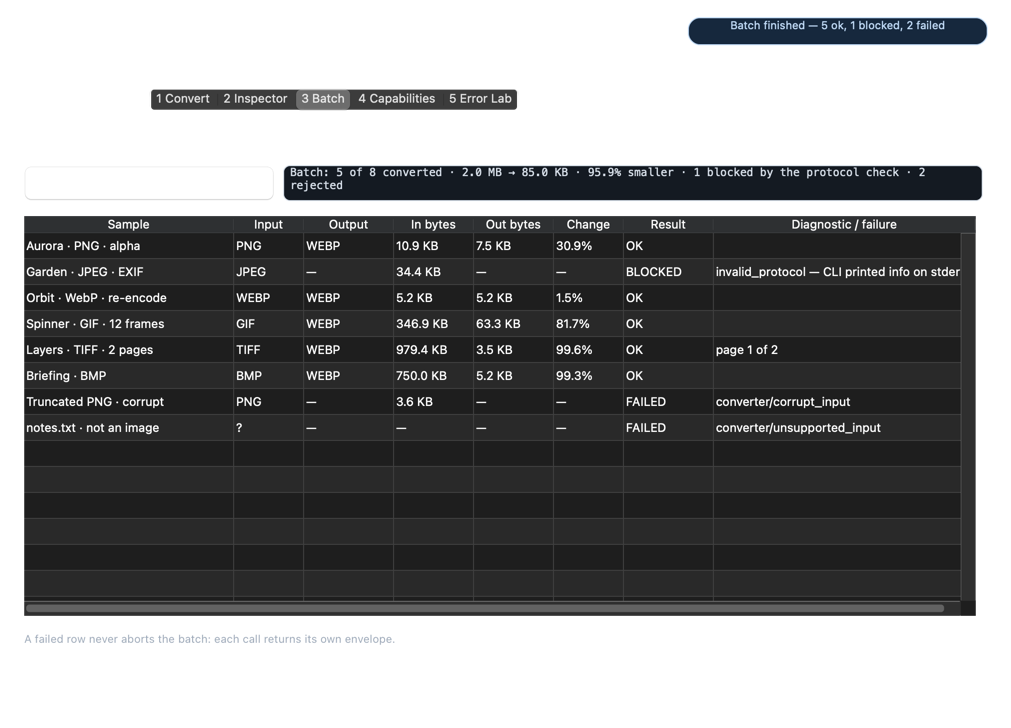 Batch finished — 5 ok, 1 blocked, 2 failed
1 Convert 2 Inspector 3 Batch 4 Capabilities 5 Error Lab
Batch: 5 of 8 converted · 2.0 MB → 85.0 KB · 95.9% smaller · 1 blocked by the protocol check · 2
rejected
Sample Input Output In bytes Out bytes Change Result Diagnostic / failure
Aurora · PNG · alpha PNG WEBP 10.9 KB 7.5 KB 30.9% OK
Garden · JPEG · EXIF JPEG — 34.4 KB — — BLOCKED invalid_protocol — CLI printed info on stder
Orbit · WebP · re-encode WEBP WEBP 5.2 KB 5.2 KB 1.5% OK
Spinner · GIF · 12 frames GIF WEBP 346.9 KB 63.3 KB 81.7% OK
Layers · TIFF · 2 pages TIFF WEBP 979.4 KB 3.5 KB 99.6% OK page 1 of 2
Briefing · BMP BMP WEBP 750.0 KB 5.2 KB 99.3% OK
Truncated PNG · corrupt PNG — 3.6 KB — — FAILED converter/corrupt_input
notes.txt · not an image ? — — — — FAILED converter/unsupported_input
A failed row never aborts the batch: each call returns its own envelope.